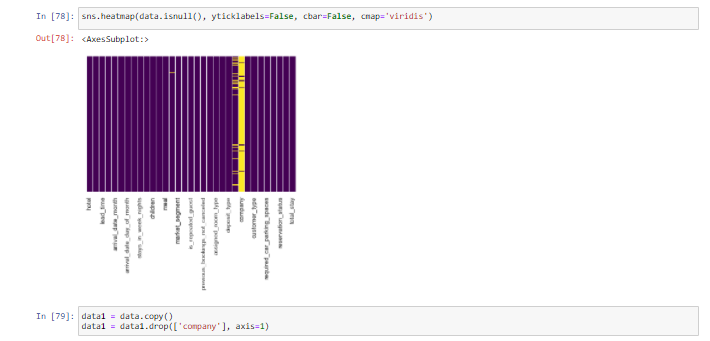 In [78]: sns.heatmap(data.isnull(), yticklabels=False, cbar=False, cmap='viridis')
Out[78]: <AxesSubplot:>
hotel
lead_time
arrival_date_month
arrival_date_day_of_month
stays_in_week_nights
children
meal
market_segment
is_repeated_guest
previous_bookings_not_canceled
assigned_room_type
deposit_type
company
customer_type
required_car_parking_spaces
reservation_status
total_stay
In [79]: data1 = data.copy()
data1 = data1.drop(['company'], axis=1)